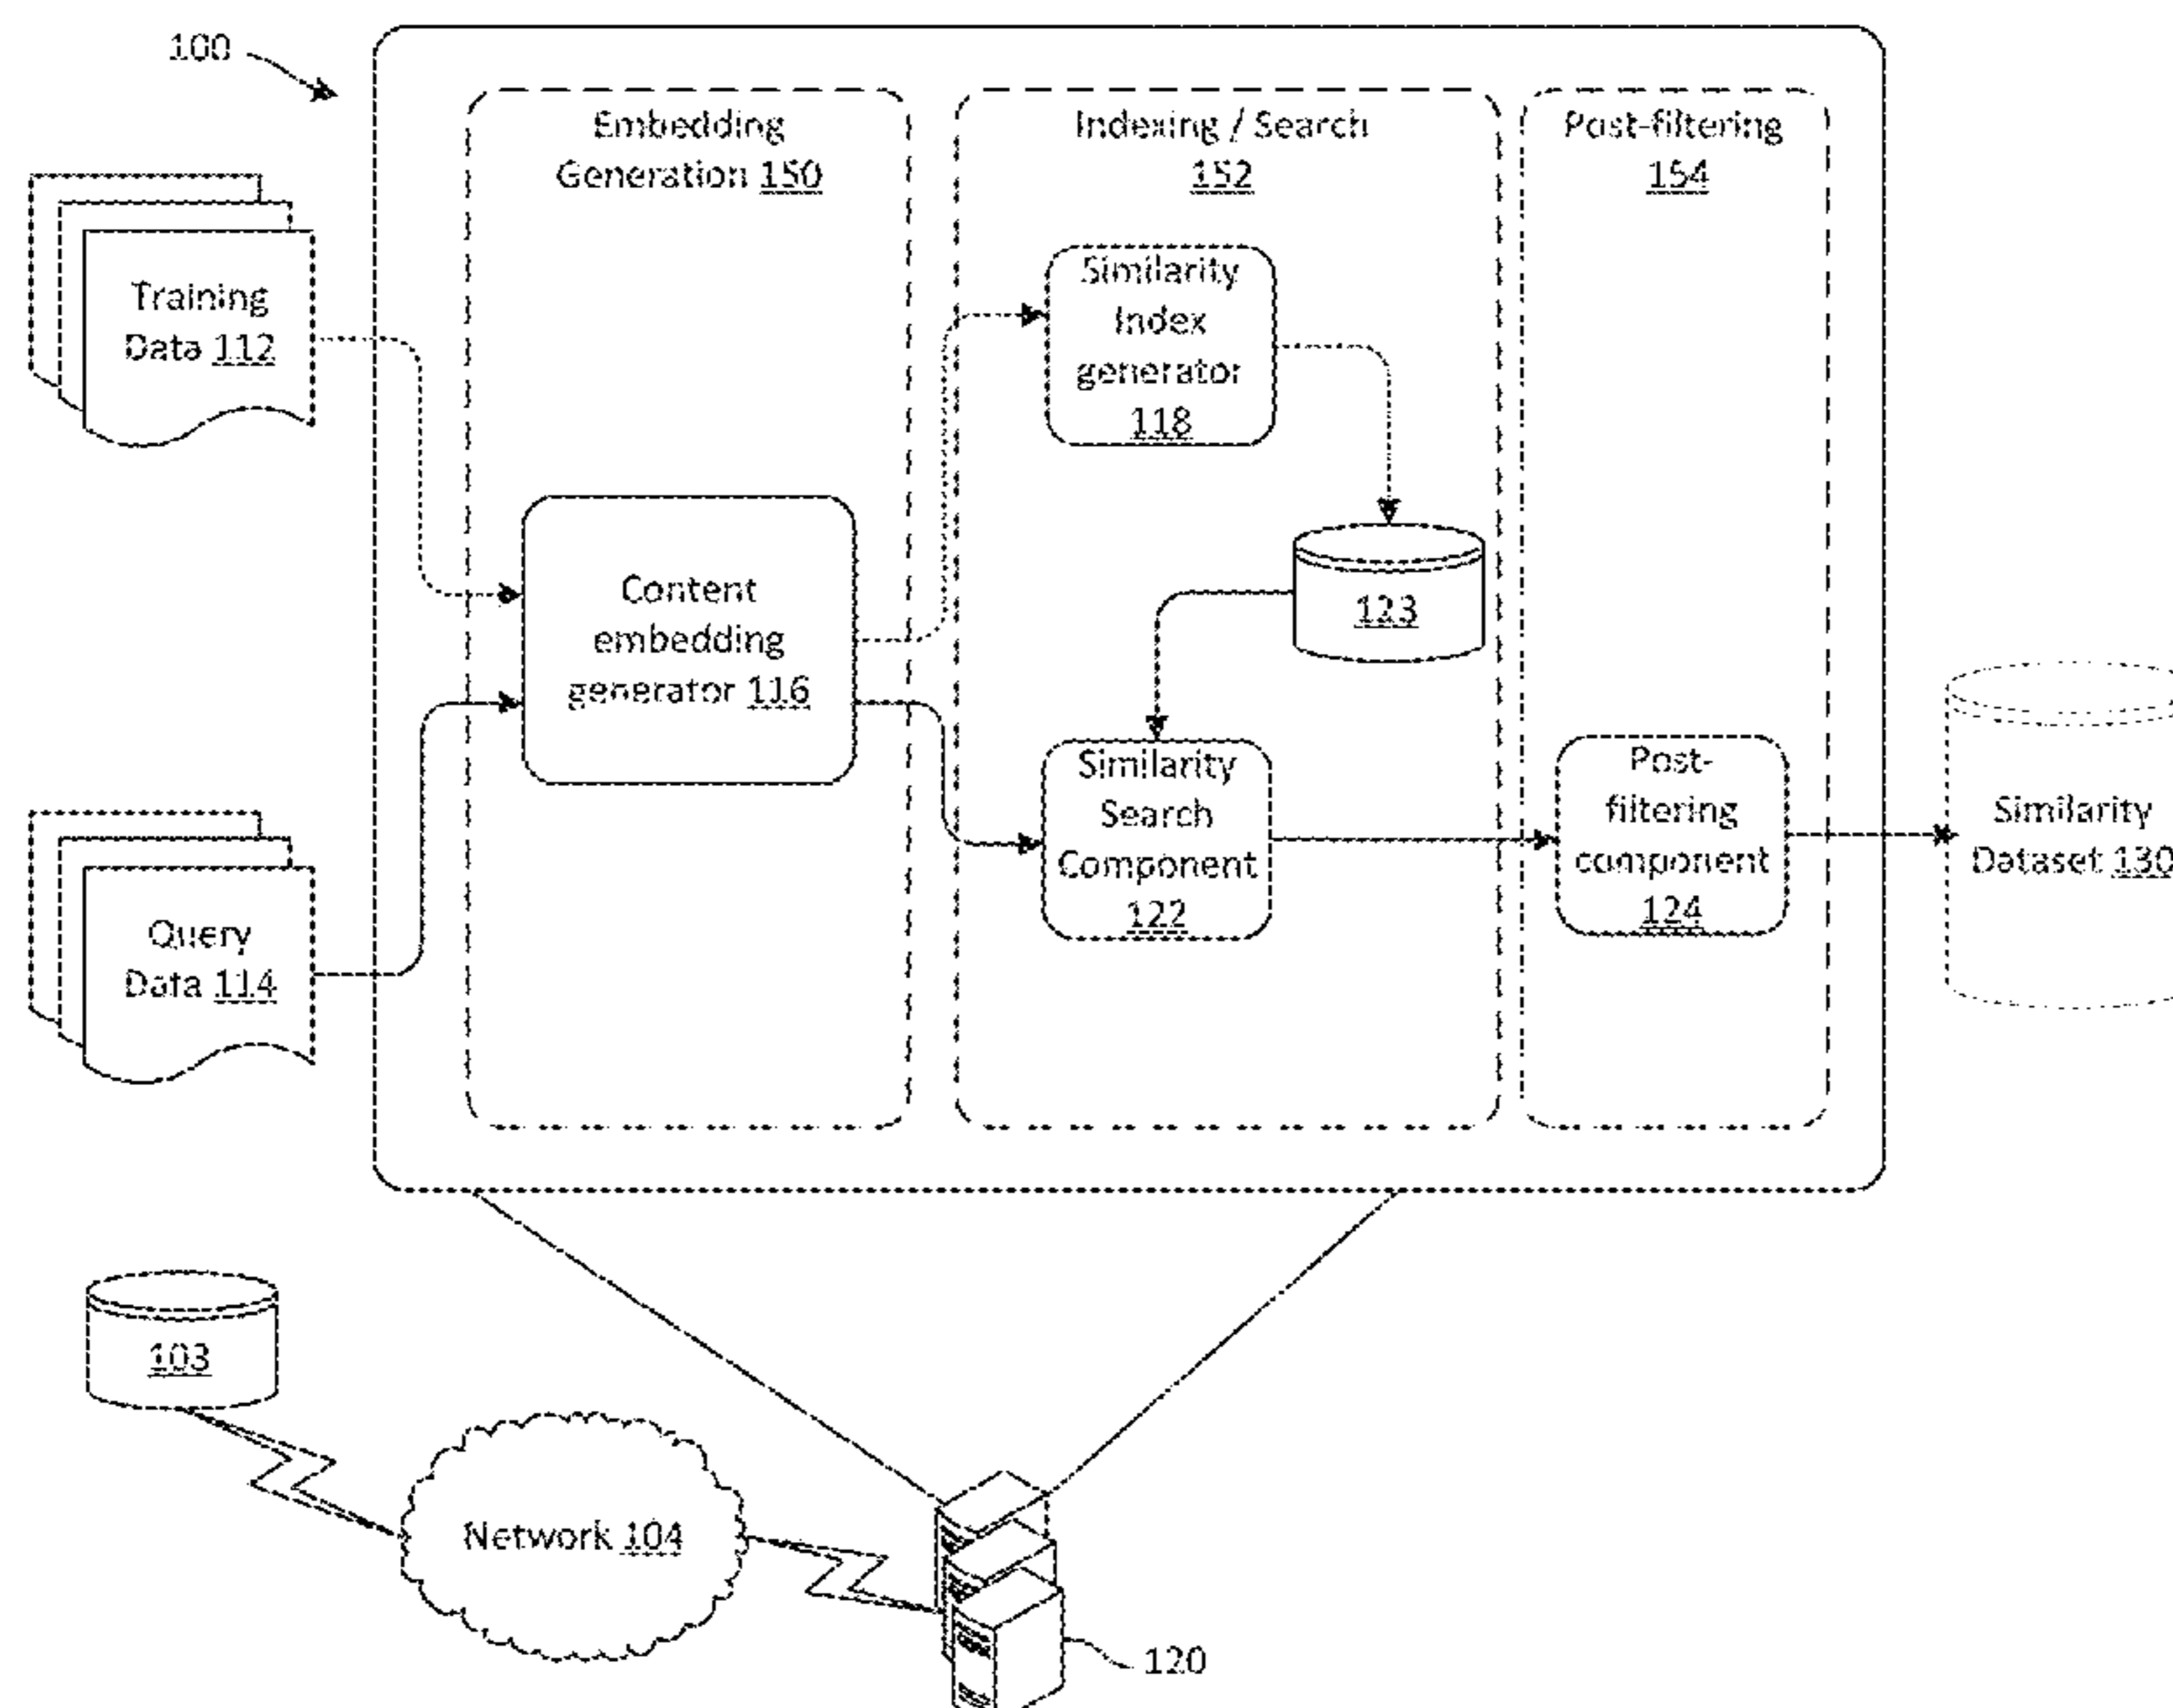 100
Embedding
Generation 150
Indexing / Search
152
Post-filtering
154
Training
Data 112
Similarity
Index
generator
118
Content
embedding
generator 116
123
Similarity
Search
Component
122
Post-
filtering
component
124
Similarity
Dataset 130
Query
Data 114
103
Network 104
120